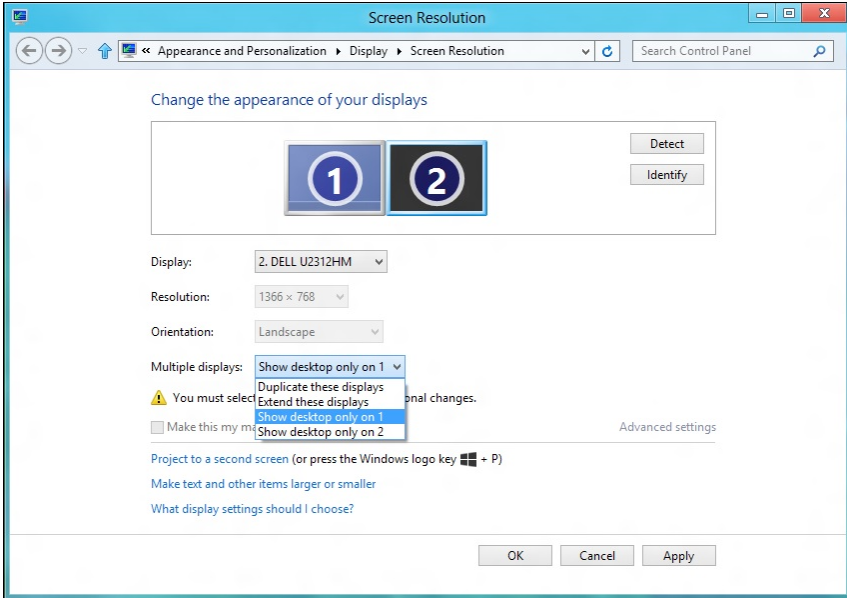 Screen Resolution
« Appearance and Personalization Display Screen Resolution Search Control Panel
Change the appearance of your displays
1 2
Detect
Identify
Display: 2. DELL U2312HM
Resolution: 1366 × 768
Orientation: Landscape
Multiple displays: Show desktop only on 1
Duplicate these displays
You must selec onal changes.
Extend these displays
Show desktop only on 1
Make this my ma Advanced settings
Show desktop only on 2
Project to a second screen (or press the Windows logo key + P)
Make text and other items larger or smaller
What display settings should I choose?
OK Cancel Apply